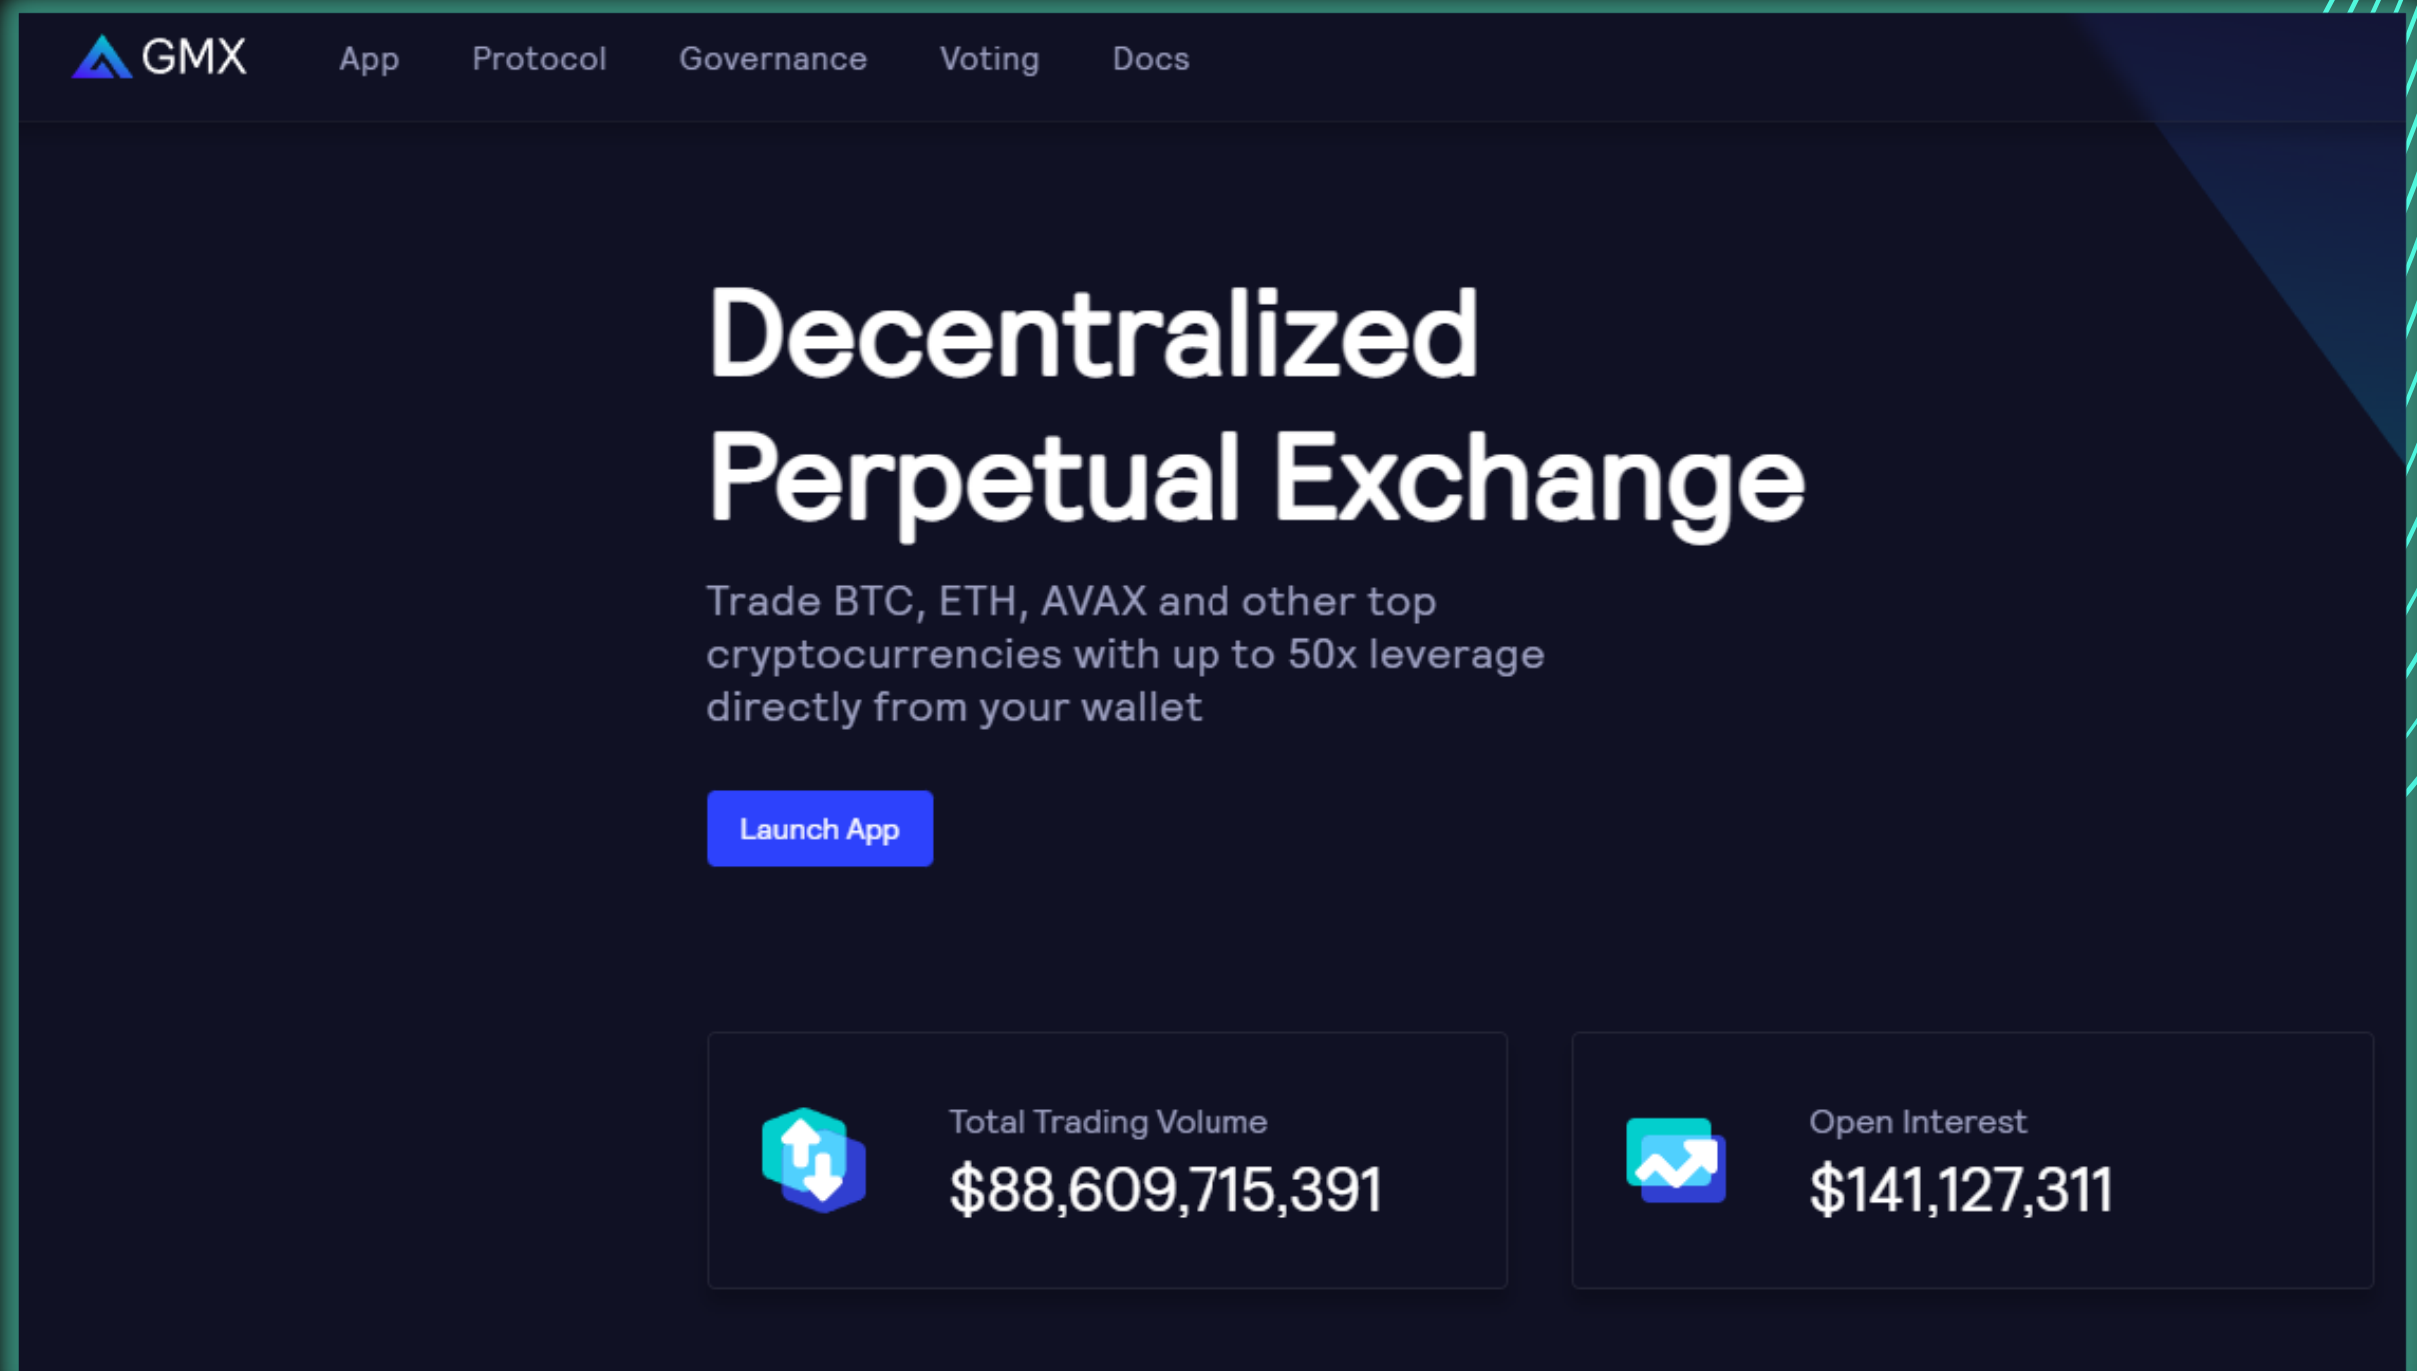 GMX App Protocol Governance Voting Docs
Decentralized
Perpetual Exchange
Trade BTC, ETH, AVAX and other top
cryptocurrencies with up to 50x leverage
directly from your wallet
Launch App
Total Trading Volume
$88,609,715,391
Open Interest
$141,127,311